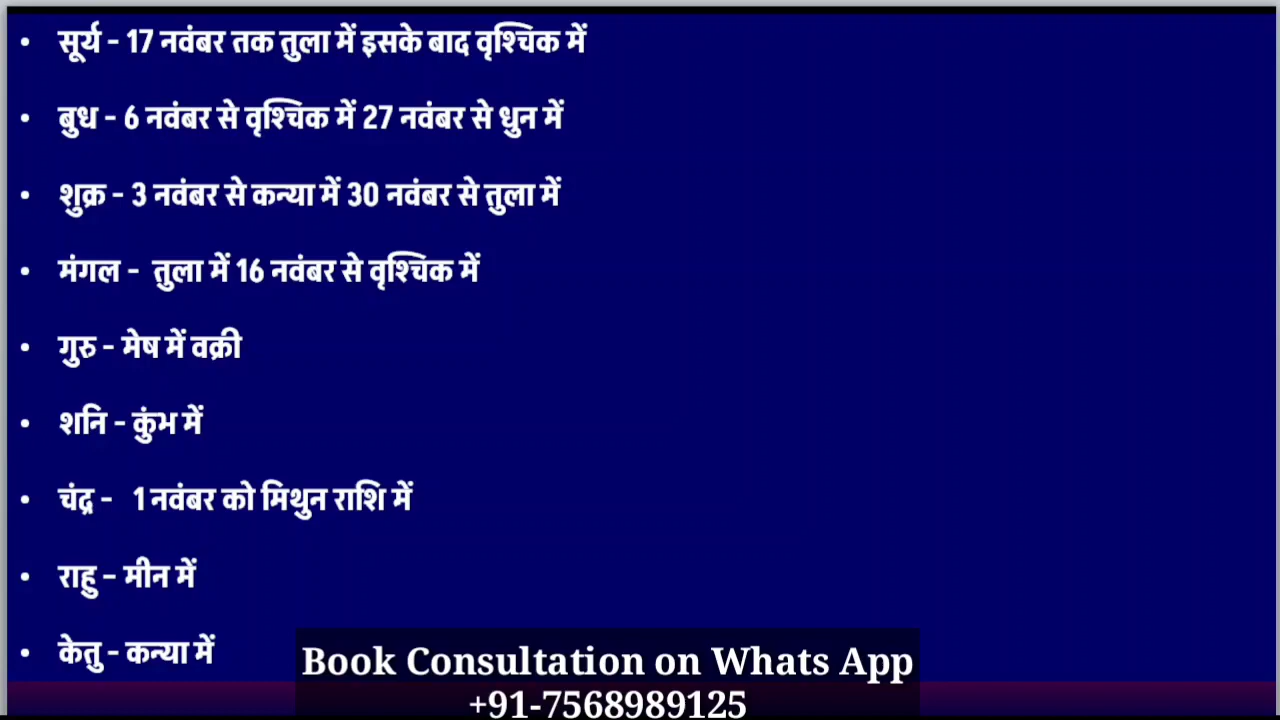 • सूर्य - 17 नवंबर तक तुला में इसके बाद वृश्चिक में
• बुध - 6 नवंबर से वृश्चिक में 27 नवंबर से धुन में
• शुक्र - 3 नवंबर से कन्या में 30 नवंबर से तुला में
• मंगल - तुला में 16 नवंबर से वृश्चिक में
• गुरु - मेष में वक्री
• शनि - कुंभ में
• चंद्र - 1 नवंबर को मिथुन राशि में
• राहु - मीन में
• केतु - कन्या में
Book Consultation on Whats App
+91-7568989125